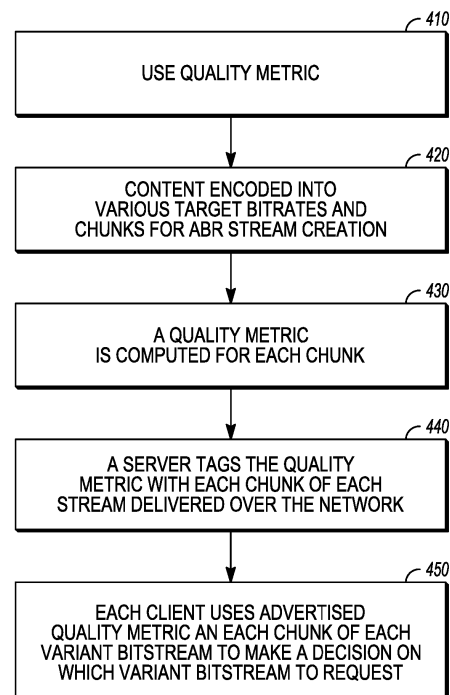 410
USE QUALITY METRIC
420
CONTENT ENCODED INTO
VARIOUS TARGET BITRATES AND
CHUNKS FOR ABR STREAM CREATION
430
A QUALITY METRIC
IS COMPUTED FOR EACH CHUNK
440
A SERVER TAGS THE QUALITY
METRIC WITH EACH CHUNK OF EACH
STREAM DELIVERED OVER THE NETWORK
450
EACH CLIENT USES ADVERTISED
QUALITY METRIC AN EACH CHUNK OF EACH
VARIANT BITSTREAM TO MAKE A DECISION ON
WHICH VARIANT BITSTREAM TO REQUEST